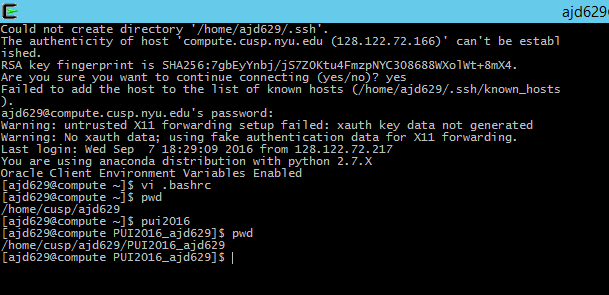 ajd629@
Could not create directory '/home/ajd629/.ssh'.
The authenticity of host 'compute.cusp.nyu.edu (128.122.72.166)' can't be establ
ished.
RSA key fingerprint is SHA256:7gbEyYnbj/jS7ZOktu4FmzpNYC3O8688WXolWt+8mX4.
Are you sure you want to continue connecting (yes/no)? yes
Failed to add the host to the list of known hosts (/home/ajd629/.ssh/known_hosts
).
ajd629@compute.cusp.nyu.edu's password:
Warning: untrusted X11 forwarding setup failed: xauth key data not generated
Warning: No xauth data; using fake authentication data for X11 forwarding.
Last login: Wed Sep  7 18:29:09 2016 from 128.122.72.217
You are using anaconda distribution with python 2.7.X
Oracle Client Environment Variables Enabled
[ajd629@compute ~]$ vi .bashrc
[ajd629@compute ~]$ pwd
/home/cusp/ajd629
[ajd629@compute ~]$ pui2016
[ajd629@compute PUI2016_ajd629]$ pwd
/home/cusp/ajd629/PUI2016_ajd629
[ajd629@compute PUI2016_ajd629]$